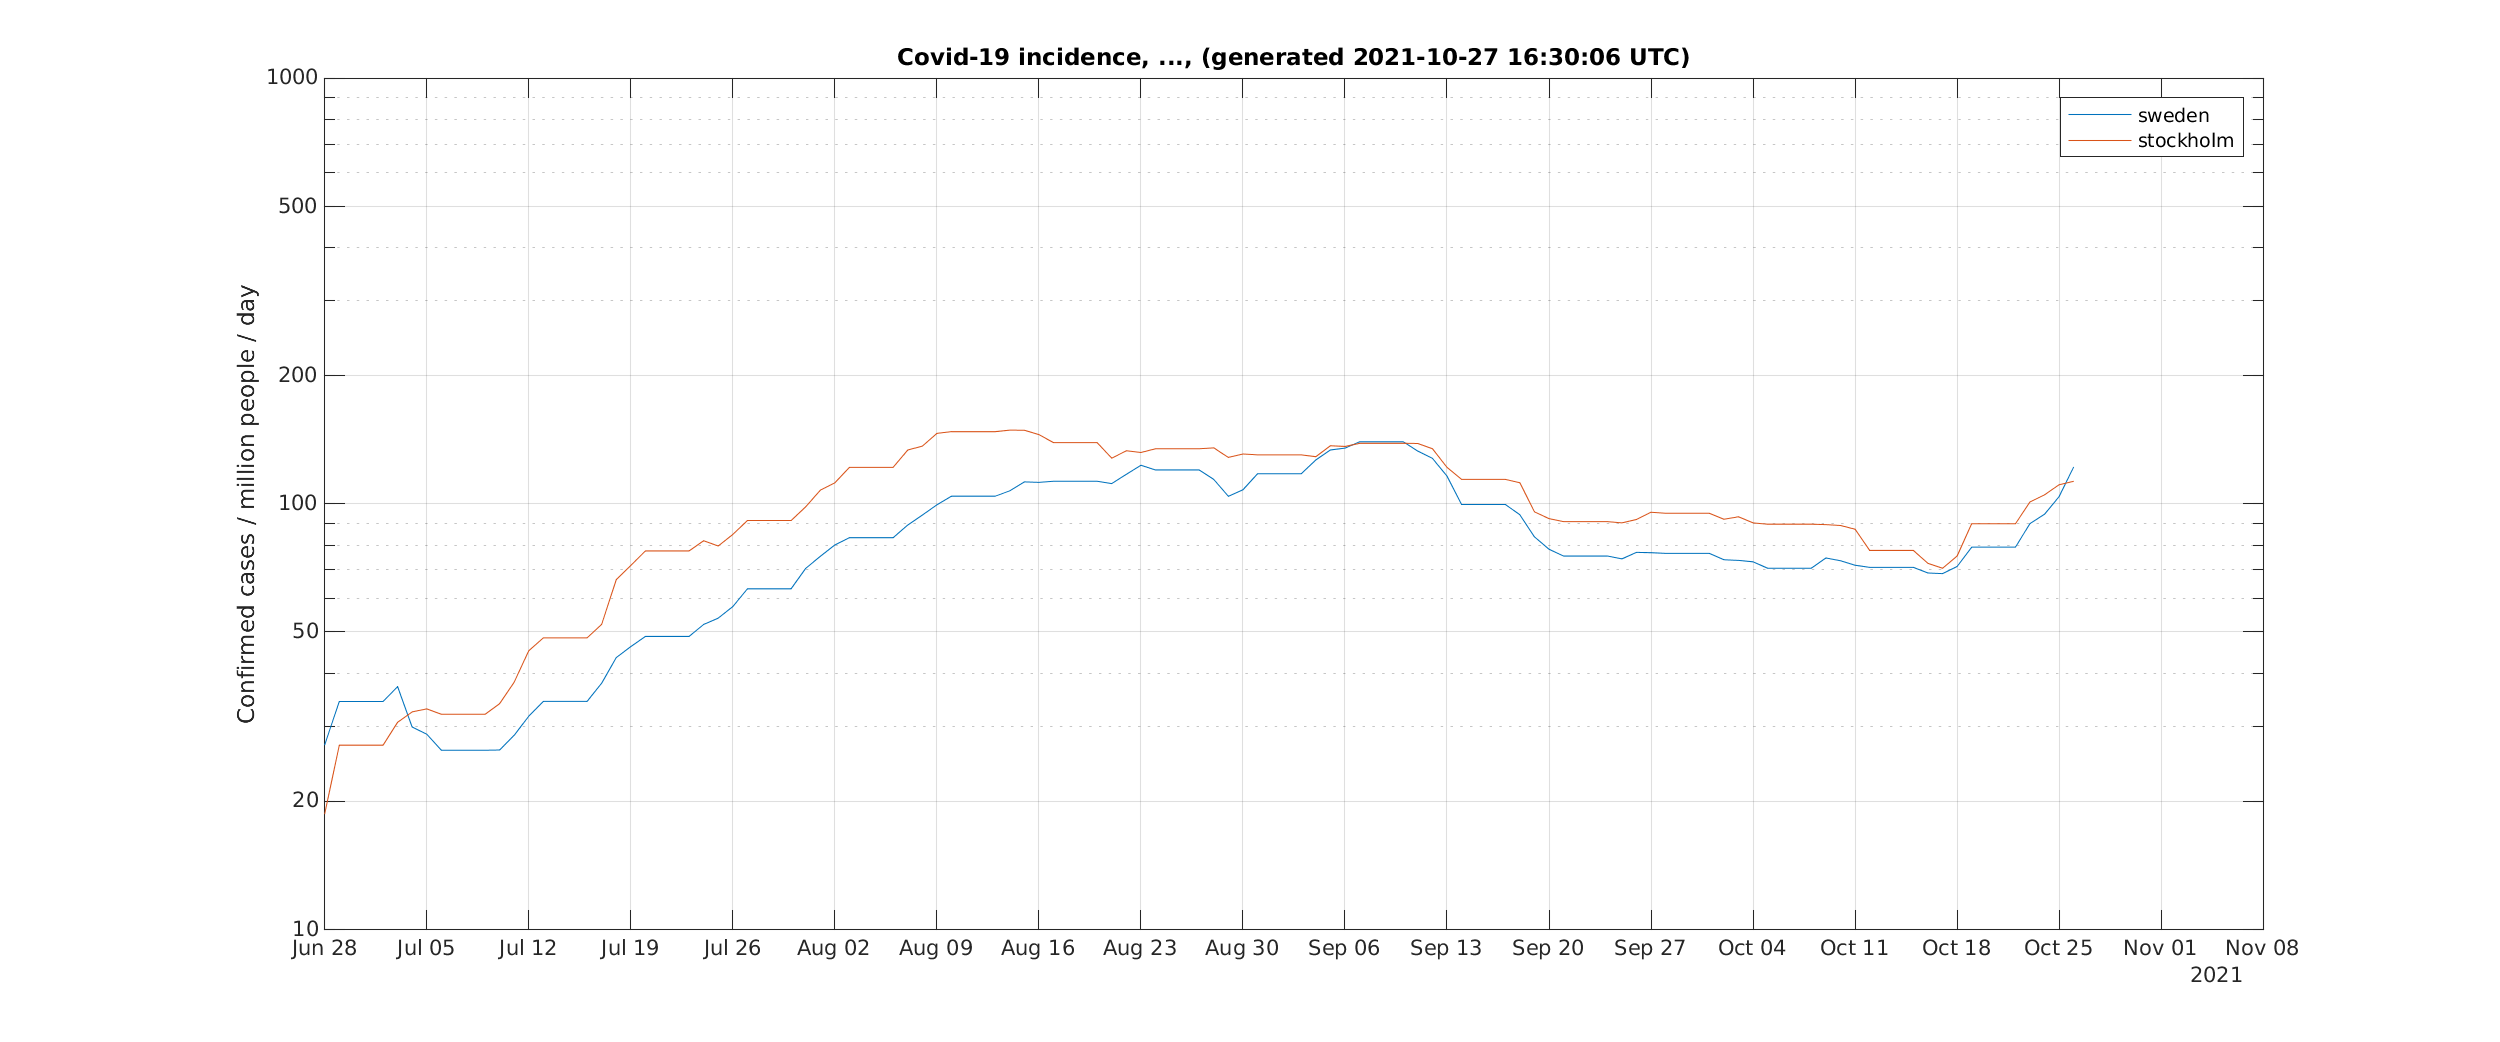 Covid-19 incidence, ..., (generated 2021-10-27 16:30:06 UTC)
sweden
stockholm
Confirmed cases / million people / day
1000
500
200
100
50
20
10
Jun 28 Jul 05 Jul 12 Jul 19 Jul 26 Aug 02 Aug 09 Aug 16 Aug 23 Aug 30 Sep 06 Sep 13 Sep 20 Sep 27 Oct 04 Oct 11 Oct 18 Oct 25 Nov 01 Nov 08
2021